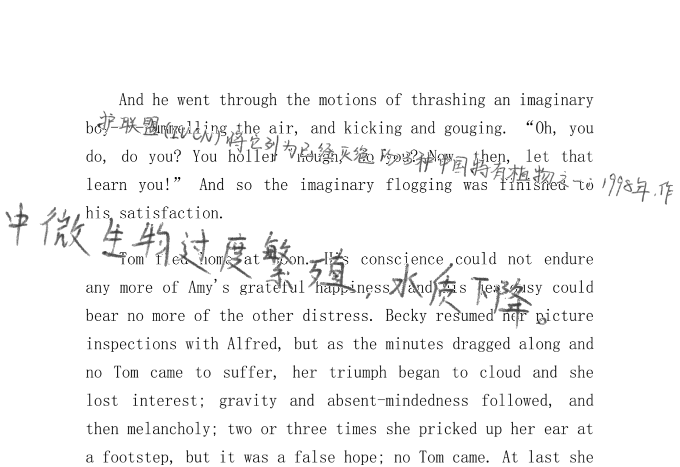 And he went through the motions of thrashing an imaginary
boy—pummelling the air, and kicking and gouging. “Oh, you
护联盟(IUCN)将它列为已经灭绝的 种中国特有植物之一。1998年,作
do, do you? You holler 'nough, do you? Now, then, let that
learn you!” And so the imaginary flogging was finished to
his satisfaction.
中微生物过度繁殖,水质下降。
Tom fled home at noon. His conscience could not endure
any more of Amy's grateful happiness, and his jealousy could
bear no more of the other distress. Becky resumed her picture
inspections with Alfred, but as the minutes dragged along and
no Tom came to suffer, her triumph began to cloud and she
lost interest; gravity and absent-mindedness followed, and
then melancholy; two or three times she pricked up her ear at
a footstep, but it was a false hope; no Tom came. At last she